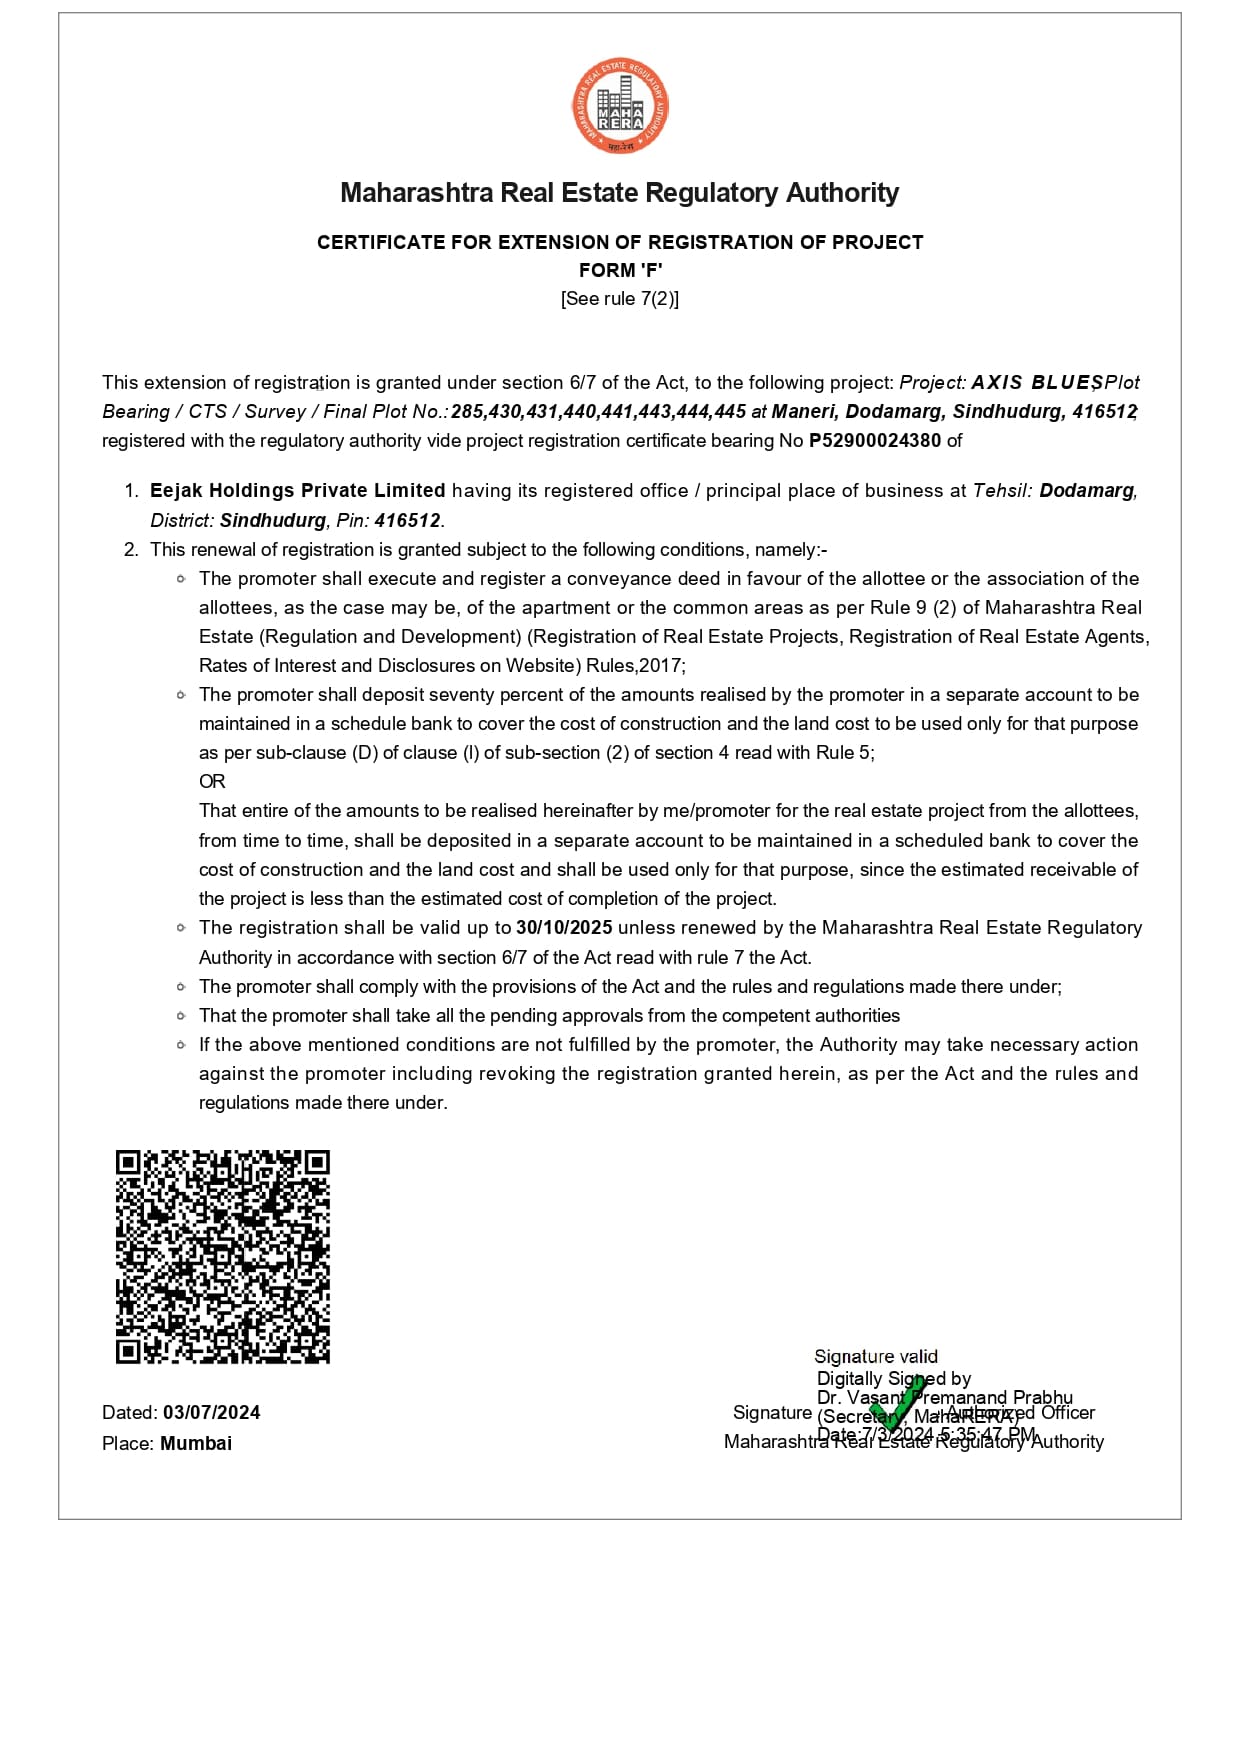 MAHARASHTRA REAL ESTATE REGULATORY AUTHORITY
MAHA
RERA
महा-रेरा
Maharashtra Real Estate Regulatory Authority
CERTIFICATE FOR EXTENSION OF REGISTRATION OF PROJECT
FORM 'F'
[See rule 7(2)]
This extension of registration is granted under section 6/7 of the Act, to the following project: Project: AXIS BLUES, Plot
Bearing / CTS / Survey / Final Plot No.:285,430,431,440,441,443,444,445 at Maneri, Dodamarg, Sindhudurg, 416512,
registered with the regulatory authority vide project registration certificate bearing No P52900024380 of
1. Eejak Holdings Private Limited having its registered office / principal place of business at Tehsil: Dodamarg,
District: Sindhudurg, Pin: 416512.
2. This renewal of registration is granted subject to the following conditions, namely:-
The promoter shall execute and register a conveyance deed in favour of the allottee or the association of the
allottees, as the case may be, of the apartment or the common areas as per Rule 9 (2) of Maharashtra Real
Estate (Regulation and Development) (Registration of Real Estate Projects, Registration of Real Estate Agents,
Rates of Interest and Disclosures on Website) Rules,2017;
The promoter shall deposit seventy percent of the amounts realised by the promoter in a separate account to be
maintained in a schedule bank to cover the cost of construction and the land cost to be used only for that purpose
as per sub-clause (D) of clause (l) of sub-section (2) of section 4 read with Rule 5;
OR
That entire of the amounts to be realised hereinafter by me/promoter for the real estate project from the allottees,
from time to time, shall be deposited in a separate account to be maintained in a scheduled bank to cover the
cost of construction and the land cost and shall be used only for that purpose, since the estimated receivable of
the project is less than the estimated cost of completion of the project.
The registration shall be valid up to 30/10/2025 unless renewed by the Maharashtra Real Estate Regulatory
Authority in accordance with section 6/7 of the Act read with rule 7 the Act.
The promoter shall comply with the provisions of the Act and the rules and regulations made there under;
That the promoter shall take all the pending approvals from the competent authorities
If the above mentioned conditions are not fulfilled by the promoter, the Authority may take necessary action
against the promoter including revoking the registration granted herein, as per the Act and the rules and
regulations made there under.
Signature valid
Digitally Signed by
Dr. Vasant Premanand Prabhu
(Secretary, MahaRERA)
Date:7/3/2024 5:35:47 PM
Dated: 03/07/2024
Place: Mumbai
Signature Authorized Officer
Maharashtra Real Estate Regulatory Authority